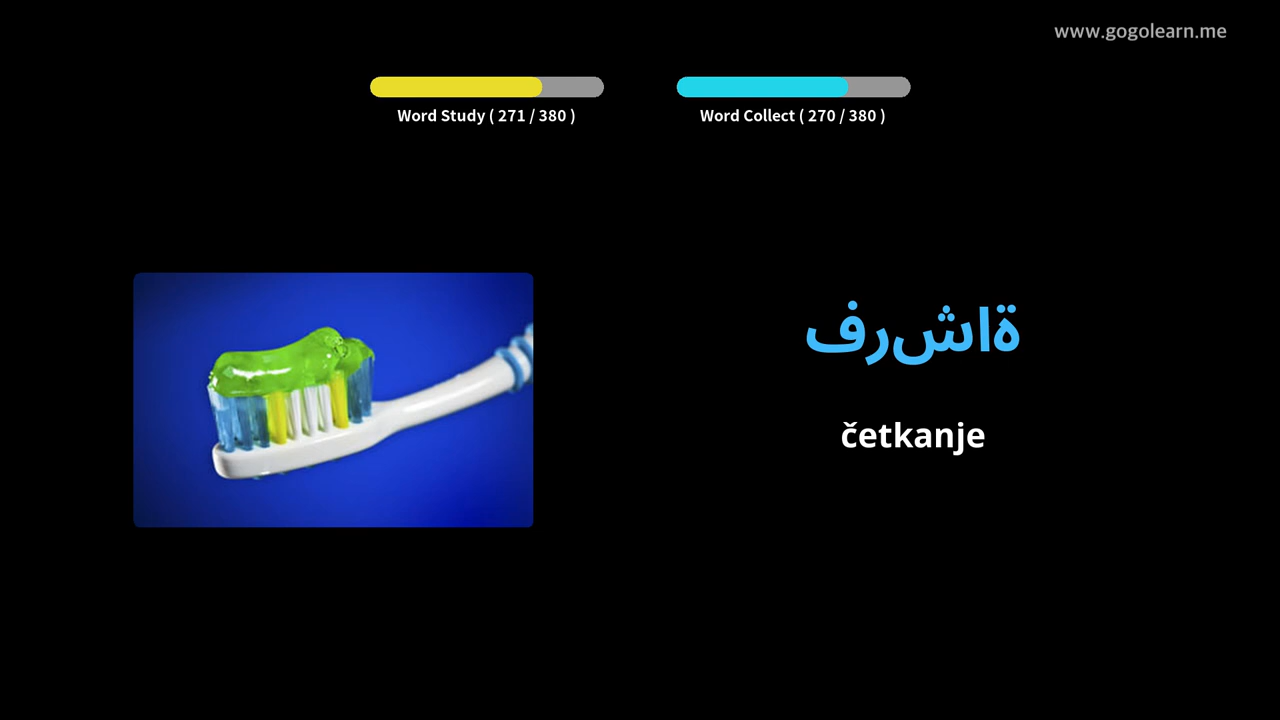 www.gogolearn.me
Word Study ( 271 / 380 )
Word Collect ( 270 / 380 )
ةاشرف
četkanje